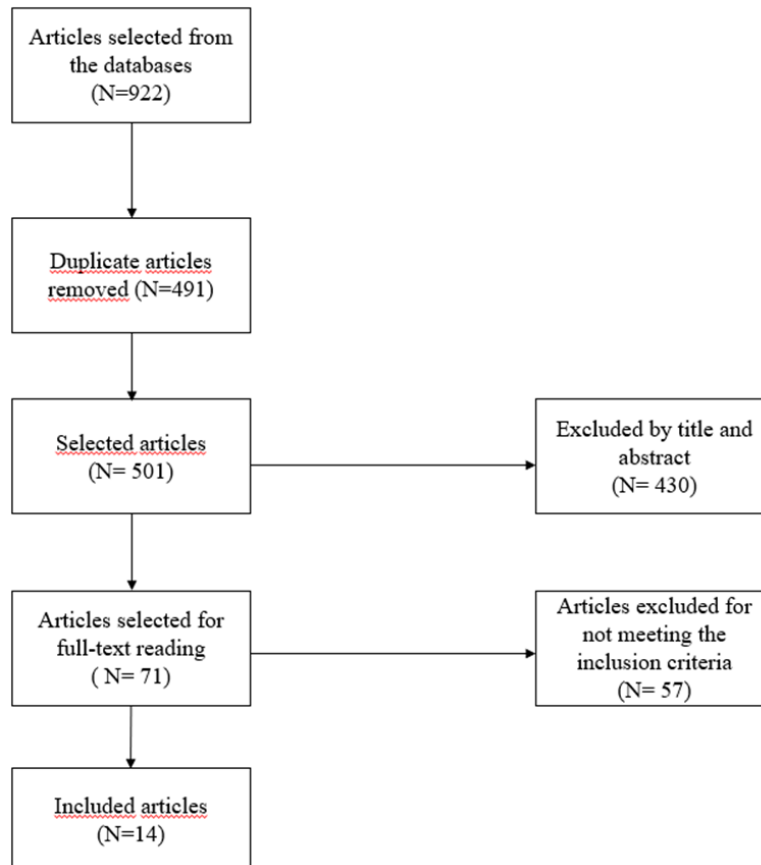 Articles selected from
the databases
(N=922)
Duplicate articles
removed (N=491)
Selected articles
(N= 501)
Excluded by title and
abstract
(N= 430)
Articles selected for
full-text reading
( N= 71)
Articles excluded for
not meeting the
inclusion criteria
(N= 57)
Included articles
(N=14)